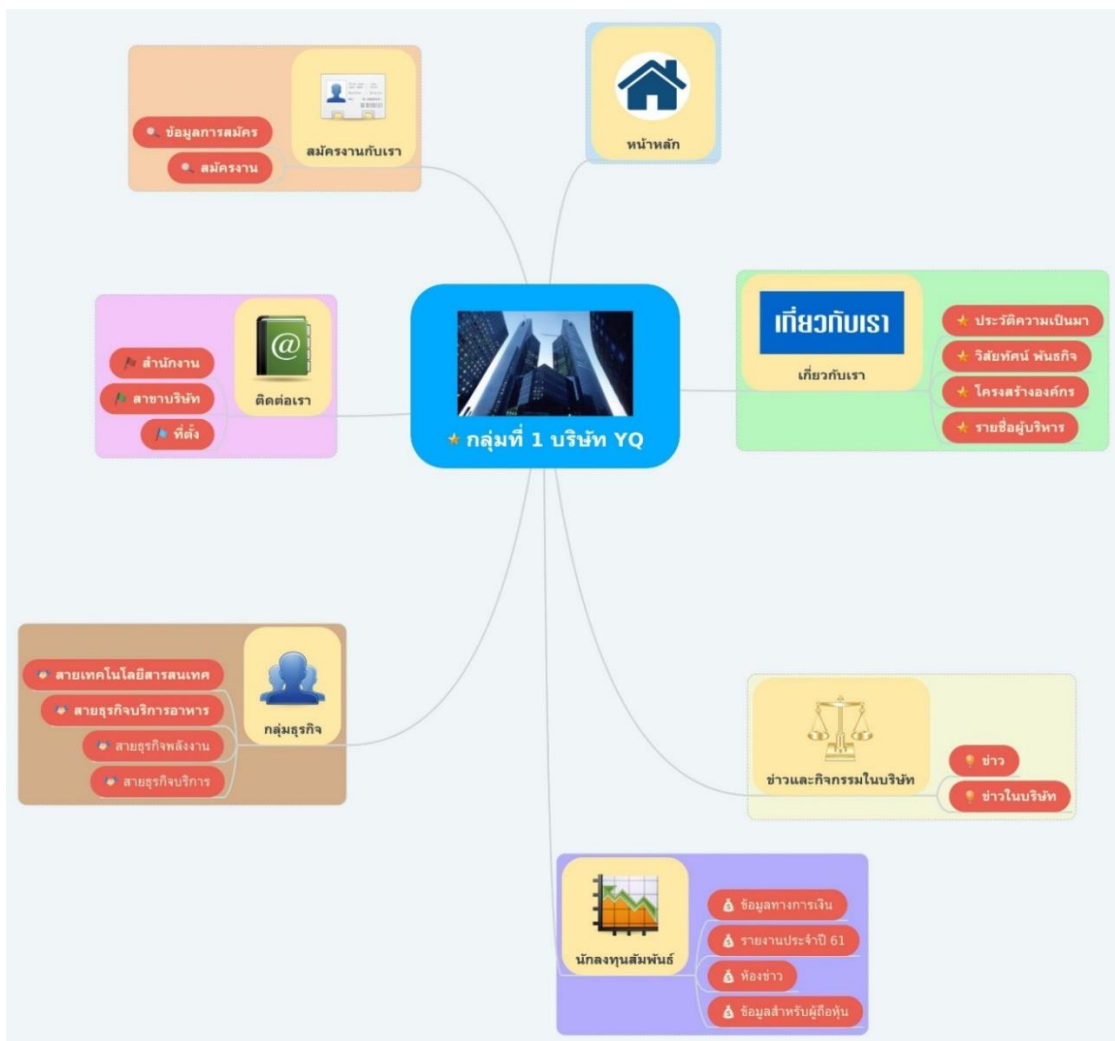 หน้าหลัก
สมัครงานกับเรา
ข้อมูลการสมัคร
สมัครงาน
เกี่ยวกับเรา
เกี่ยวกับเรา
ประวัติความเป็นมา
วิสัยทัศน์ พันธกิจ
โครงสร้างองค์กร
รายชื่อผู้บริหาร
ติดต่อเรา
สำนักงาน
สาขาบริษัท
ที่ตั้ง
กลุ่มที่ 1 บริษัท YQ
กลุ่มธุรกิจ
สายเทคโนโลยีสารสนเทศ
สายธุรกิจบริการอาหาร
สายธุรกิจพลังงาน
สายธุรกิจบริการ
ข่าวและกิจกรรมในบริษัท
ข่าว
ข่าวในบริษัท
นักลงทุนสัมพันธ์
ข้อมูลทางการเงิน
รายงานประจำปี 61
ห้องข่าว
ข้อมูลสำหรับผู้ถือหุ้น